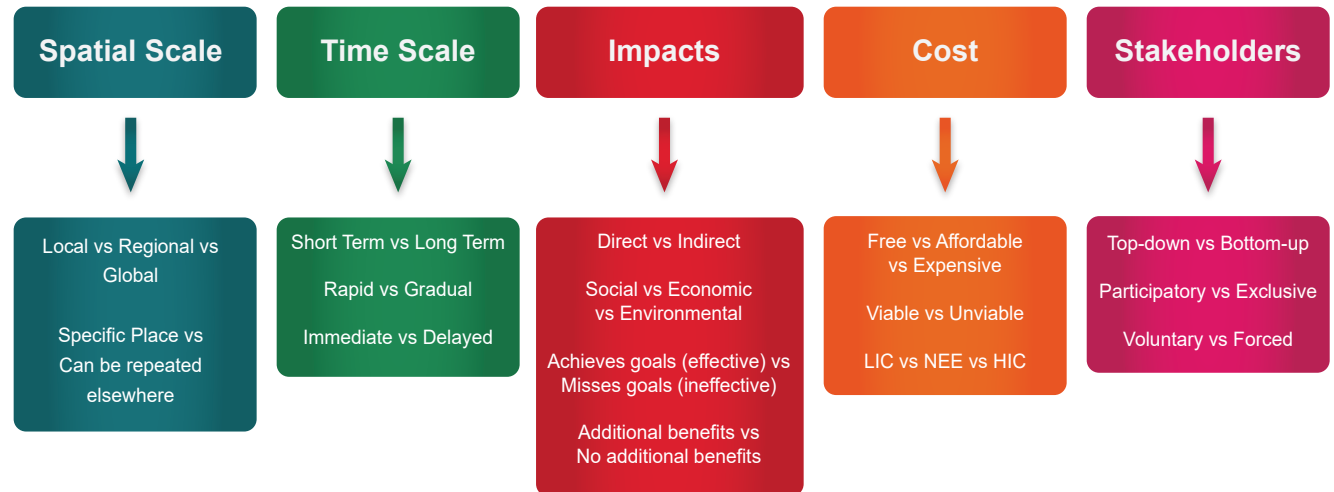 Spatial Scale
Time Scale
Impacts
Cost
Stakeholders
Local vs Regional vs
Global
Specific Place vs
Can be repeated
elsewhere
Short Term vs Long Term
Rapid vs Gradual
Immediate vs Delayed
Direct vs Indirect
Social vs Economic
vs Environmental
Achieves goals (effective) vs
Misses goals (ineffective)
Additional benefits vs
No additional benefits
Free vs Affordable
vs Expensive
Viable vs Unviable
LIC vs NEE vs HIC
Top-down vs Bottom-up
Participatory vs Exclusive
Voluntary vs Forced